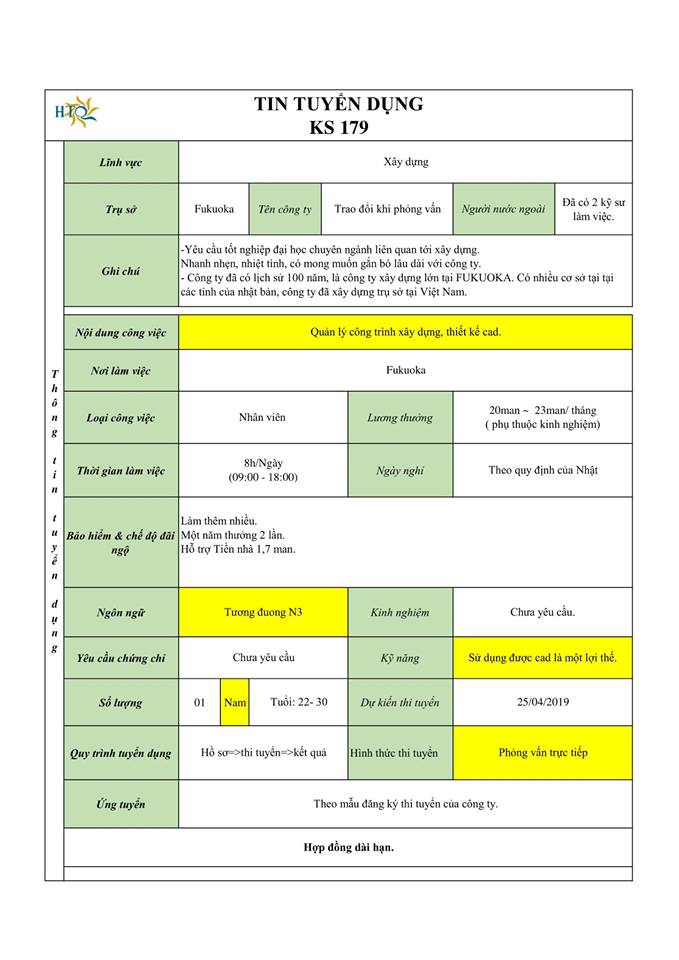 HTQ
TIN TUYỂN DỤNG
KS 179
Thông tin tuyển dụng
Lĩnh vực
Xây dựng
Trụ sở
Fukuoka
Tên công ty
Trao đổi khi phỏng vấn
Người nước ngoài
Đã có 2 kỹ sư
làm việc.
Ghi chú
-Yêu cầu tốt nghiệp đại học chuyên ngành liên quan tới xây dựng.
Nhanh nhẹn, nhiệt tình, có mong muốn gắn bó lâu dài với công ty.
- Công ty đã có lịch sử 100 năm, là công ty xây dựng lớn tại FUKUOKA. Có nhiều cơ sở tại tại
các tỉnh của nhật bản, công ty đã xây dựng trụ sở tại Việt Nam.
Nội dung công việc
Quản lý công trình xây dựng, thiết kế cad.
Nơi làm việc
Fukuoka
Loại công việc
Nhân viên
Lương thưởng
20man ~ 23man/ tháng
( phụ thuộc kinh nghiệm)
Thời gian làm việc
8h/Ngày
(09:00 - 18:00)
Ngày nghỉ
Theo quy định của Nhật
Bảo hiểm & chế độ đãi
ngộ
Làm thêm nhiều.
Một năm thưởng 2 lần.
Hỗ trợ Tiền nhà 1,7 man.
Ngôn ngữ
Tương đuong N3
Kinh nghiệm
Chưa yêu cầu.
Yêu cầu chứng chỉ
Chưa yêu cầu
Kỹ năng
Sử dụng được cad là một lợi thế.
Số lượng
01
Nam
Tuổi: 22- 30
Dự kiến thi tuyển
25/04/2019
Quy trình tuyển dụng
Hồ sơ=>thi tuyển=>kết quả
Hình thức thi tuyển
Phỏng vấn trực tiếp
Ứng tuyển
Theo mẫu đăng ký thi tuyển của công ty.
Hợp đồng dài hạn.